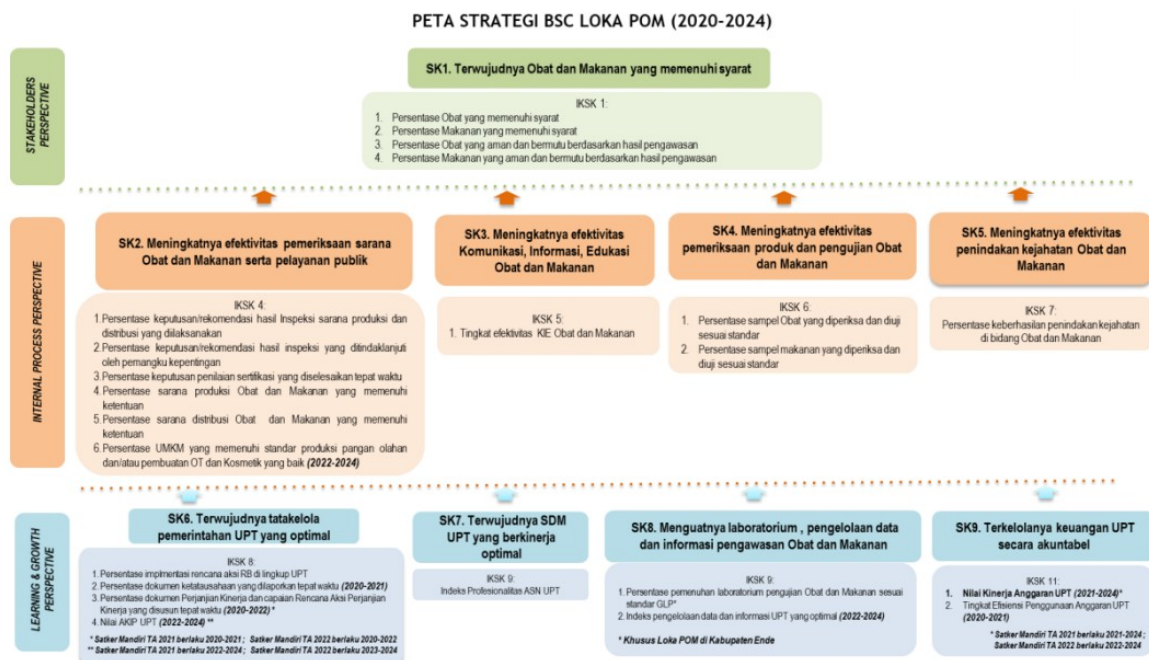 PETA STRATEGI BSC LOKA POM (2020-2024)
STAKEHOLDERS
PERSPECTIVE
SK1. Terwujudnya Obat dan Makanan yang memenuhi syarat
IKSK 1:
1. Persentase Obat yang memenuhi syarat
2. Persentase Makanan yang memenuhi syarat
3. Persentase Obat yang aman dan bermutu berdasarkan hasil pengawasan
4. Persentase Makanan yang aman dan bermutu berdasarkan hasil pengawasan
INTERNAL PROCESS PERSPECTIVE
SK2. Meningkatnya efektivitas pemeriksaan sarana
Obat dan Makanan serta pelayanan publik
IKSK 4:
1. Persentase keputusan/rekomendasi hasil Inspeksi sarana produksi dan
distribusi yang dilaksanakan
2. Persentase keputusan/rekomendasi hasil inspeksi yang ditindaklanjuti
oleh pemangku kepentingan
3. Persentase keputusan penilaian sertifikasi yang diselesaikan tepat waktu
4. Persentase sarana produksi Obat dan Makanan yang memenuhi
ketentuan
5. Persentase sarana distribusi Obat dan Makanan yang memenuhi
ketentuan
6. Persentase UMKM yang memenuhi standar produksi pangan olahan
dan/atau pembuatan OT dan Kosmetik yang baik (2022-2024)
SK3. Meningkatnya efektivitas
Komunikasi, Informasi, Edukasi
Obat dan Makanan
IKSK 5:
1. Tingkat efektivitas KIE Obat dan Makanan
SK4. Meningkatnya efektivitas
pemeriksaan produk dan pengujian Obat
dan Makanan
IKSK 6:
1. Persentase sampel Obat yang diperiksa dan diuji
sesuai standar
2. Persentase sampel makanan yang diperiksa dan
diuji sesuai standar
SK5. Meningkatnya efektivitas
penindakan kejahatan Obat dan
Makanan
IKSK 7:
Persentase keberhasilan penindakan kejahatan
di bidang Obat dan Makanan
LEARNING & GROWTH
PERSPECTIVE
SK6. Terwujudnya tatakelola
pemerintahan UPT yang optimal
IKSK 8:
1. Persentase implmentasi rencana aksi RB di lingkup UPT
2. Persentase dokumen ketatausahaan yang dilaporkan tepat waktu (2020-2021)
3. Persentase dokumen Perjanjian Kinerja dan capaian Rencana Aksi Perjanjian
Kinerja yang disusun tepat waktu (2020-2022) *
4. Nilai AKIP UPT (2022-2024) **
* Satker Mandiri TA 2021 berlaku 2020-2021 ; Satker Mandiri TA 2022 berlaku 2020-2022
** Satker Mandiri TA 2021 berlaku 2022-2024 ; Satker Mandiri TA 2022 berlaku 2023-2024
SK7. Terwujudnya SDM
UPT yang berkinerja
optimal
IKSK 9:
Indeks Profesionalitas ASN UPT
SK8. Menguatnya laboratorium , pengelolaan data
dan informasi pengawasan Obat dan Makanan
IKSK 9:
1. Persentase pemenuhan laboratorium pengujian Obat dan Makanan sesuai
standar GLP*
2. Indeks pengelolaan data dan informasi UPT yang optimal (2022-2024)
* Khusus Loka POM di Kabupaten Ende
SK9. Terkelolanya keuangan UPT
secara akuntabel
IKSK 11:
1. Nilai Kinerja Anggaran UPT (2021-2024)*
2. Tingkat Efisiensi Penggunaan Anggaran UPT
(2020-2021)
* Satker Mandiri TA 2021 berlaku 2021-2024 ;
Satker Mandiri TA 2022 berlaku 2022-2024